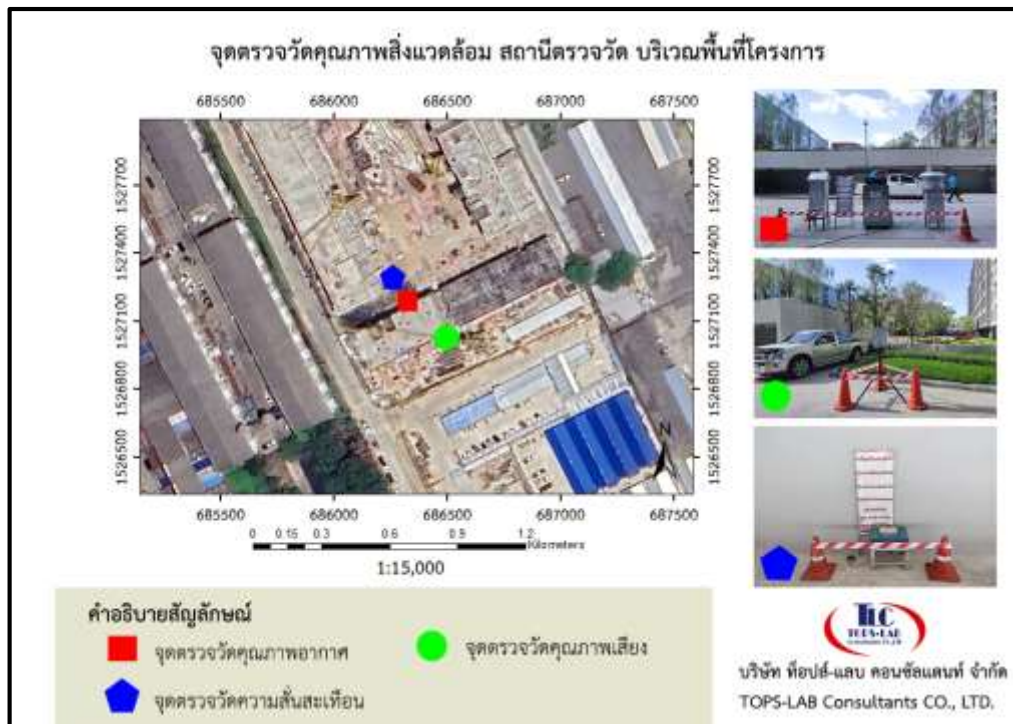 จุดตรวจวัดคุณภาพสิ่งแวดล้อม สถานีตรวจวัด บริเวณพื้นที่โครงการ
685500 686000 686500 687000 687500
1527700 1527700
1527400 1527400
1527100 1527100
1526800 1526800
1526500 1526500
N
685500 686000 686500 687000 687500
0 0.15 0.3 0.6 0.9 1.2
Kilometers
1:15,000
คำอธิบายสัญลักษณ์
จุดตรวจวัดคุณภาพอากาศ
จุดตรวจวัดคุณภาพเสียง
จุดตรวจวัดความสั่นสะเทือน
TLC
TOPS-LAB
บริษัท ท็อปส์-แลบ คอนซัลแตนท์ จำกัด
TOPS-LAB Consultants CO., LTD.